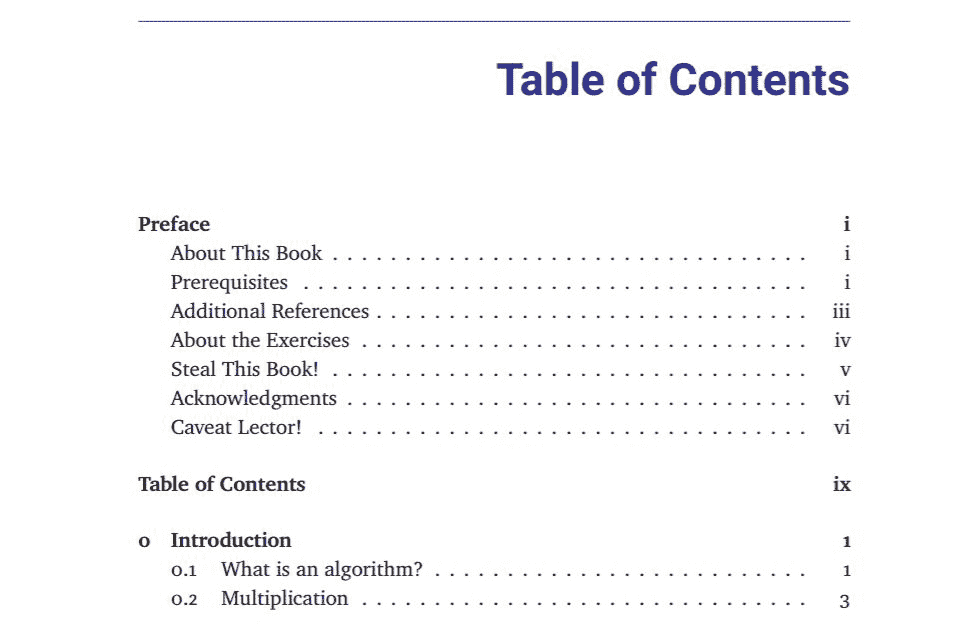 Table of Contents
Preface i
About This Book . . . . . . . . . . . . . . . . . . . . . . . . . . . . . . . . . i
Prerequisites . . . . . . . . . . . . . . . . . . . . . . . . . . . . . . . . . . . i
Additional References . . . . . . . . . . . . . . . . . . . . . . . . . . . . . . iii
About the Exercises . . . . . . . . . . . . . . . . . . . . . . . . . . . . . . . iv
Steal This Book! . . . . . . . . . . . . . . . . . . . . . . . . . . . . . . . . . v
Acknowledgments . . . . . . . . . . . . . . . . . . . . . . . . . . . . . . . . vi
Caveat Lector! . . . . . . . . . . . . . . . . . . . . . . . . . . . . . . . . . . vi
Table of Contents ix
0 Introduction 1
0.1 What is an algorithm? . . . . . . . . . . . . . . . . . . . . . . . . . . 1
0.2 Multiplication . . . . . . . . . . . . . . . . . . . . . . . . . . . . . . . 3